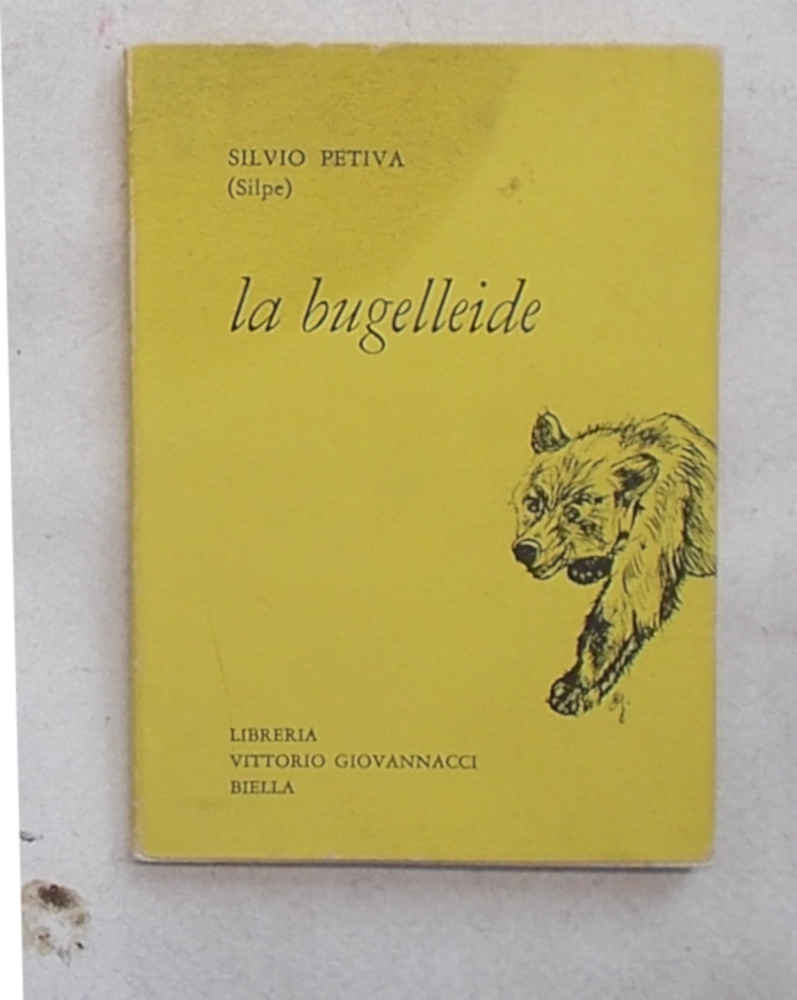 SILVIO PETIVA
(Silpe)
la bugelleide
LIBRERIA
VITTORIO GIOVANNACCI
BIELLA